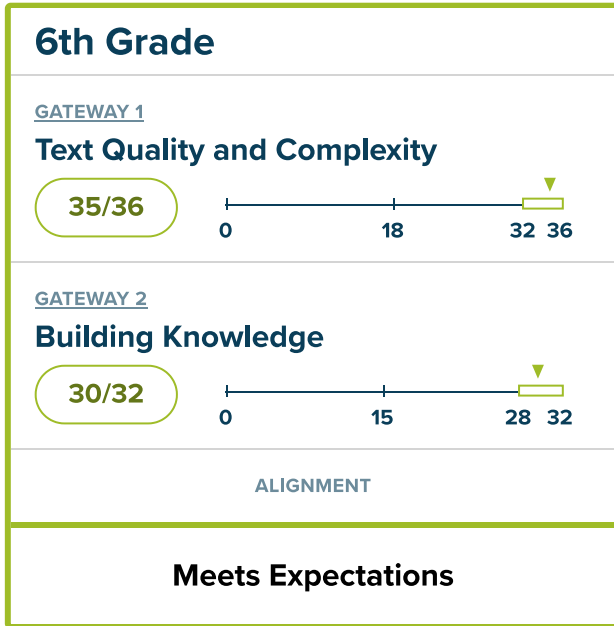 6th Grade
GATEWAY 1
Text Quality and Complexity
35/36
0 18 32 36
GATEWAY 2
Building Knowledge
30/32
0 15 28 32
ALIGNMENT
Meets Expectations